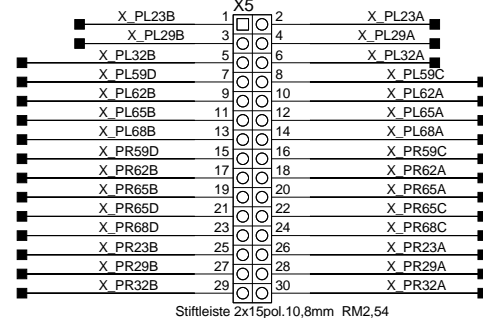 X5
X_PL23B 1 2 X_PL23A
X_PL29B 3 4 X_PL29A
X_PL32B 5 6 X_PL32A
X_PL59D 7 8 X_PL59C
X_PL62B 9 10 X_PL62A
X_PL65B 11 12 X_PL65A
X_PL68B 13 14 X_PL68A
X_PR59D 15 16 X_PR59C
X_PR62B 17 18 X_PR62A
X_PR65B 19 20 X_PR65A
X_PR65D 21 22 X_PR65C
X_PR68D 23 24 X_PR68C
X_PR23B 25 26 X_PR23A
X_PR29B 27 28 X_PR29A
X_PR32B 29 30 X_PR32A
Stiftleiste 2x15pol.10,8mm RM2,54